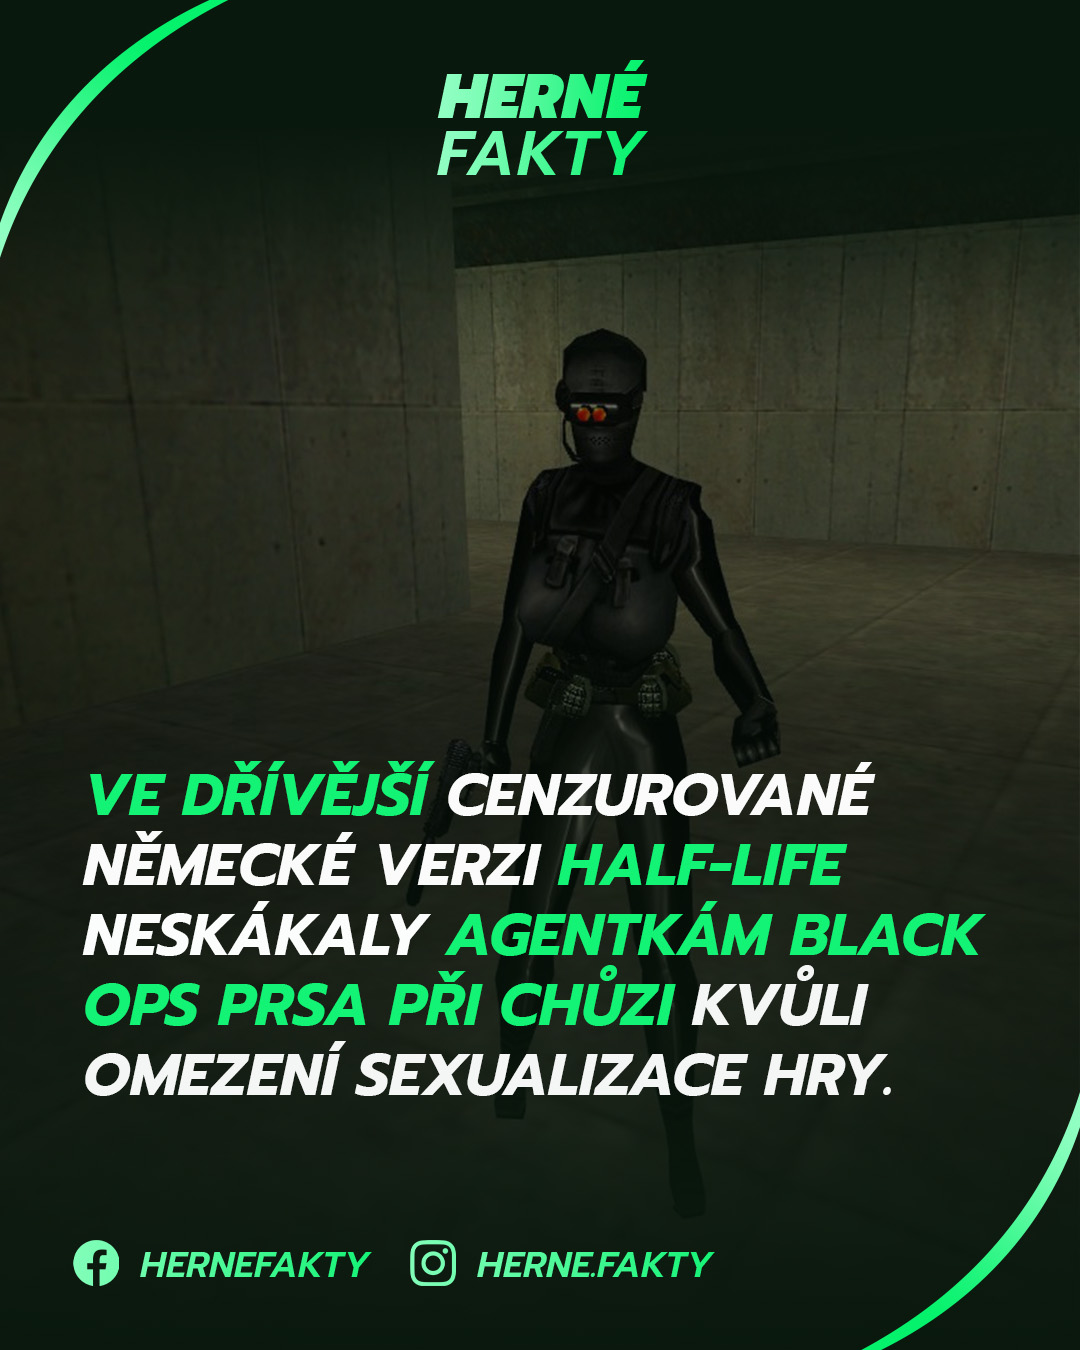 HERNÉ
FAKTY
VE DŘÍVĚJŠÍ CENZUROVANÉ
NĚMECKÉ VERZI HALF-LIFE
NESKÁKALY AGENTKÁM BLACK
OPS PRSA PŘI CHŮZI KVŮLI
OMEZENÍ SEXUALIZACE HRY.
HERNEFAKTY HERNE.FAKTY